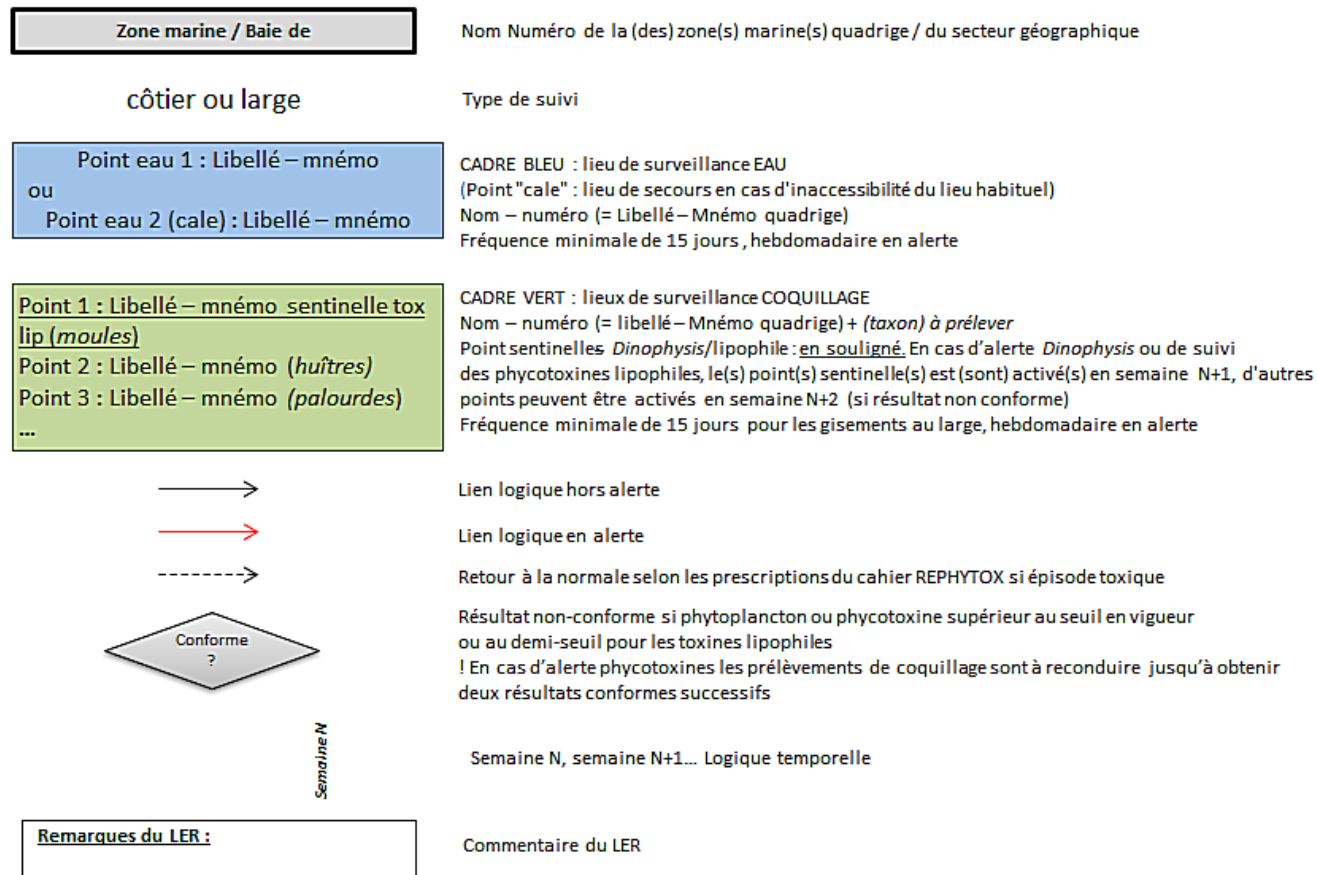 Zone marine / Baie de
Nom Numéro de la (des) zone(s) marine(s) quadrige / du secteur géographique
côtier ou large
Type de suivi
Point eau 1 : Libellé – mnémo
ou
Point eau 2 (cale) : Libellé – mnémo
CADRE BLEU : lieu de surveillance EAU
(Point "cale" : lieu de secours en cas d'inaccessibilité du lieu habituel)
Nom – numéro (= Libellé – Mnémo quadrige)
Fréquence minimale de 15 jours , hebdomadaire en alerte
Point 1 : Libellé – mnémo sentinelle tox
lip (moules)
Point 2 : Libellé – mnémo (huîtres)
Point 3 : Libellé – mnémo (palourdes)
...
CADRE VERT : lieux de surveillance COQUILLAGE
Nom – numéro (= libellé – Mnémo quadrige) + (taxon) à prélever
Point sentinelles Dinophysis/lipophile : en souligné. En cas d'alerte Dinophysis ou de suivi
des phycotoxines lipophiles, le(s) point(s) sentinelle(s) est (sont) activé(s) en semaine N+1, d'autres
points peuvent être activés en semaine N+2 (si résultat non conforme)
Fréquence minimale de 15 jours pour les gisements au large, hebdomadaire en alerte
Lien logique hors alerte
Lien logique en alerte
Retour à la normale selon les prescriptions du cahier REPHYTOX si épisode toxique
Conforme
?
Résultat non-conforme si phytoplancton ou phycotoxine supérieur au seuil en vigueur
ou au demi-seuil pour les toxines lipophiles
! En cas d'alerte phycotoxines les prélèvements de coquillage sont à reconduire jusqu'à obtenir
deux résultats conformes successifs
Semaine N
Semaine N, semaine N+1... Logique temporelle
Remarques du LER :
Commentaire du LER